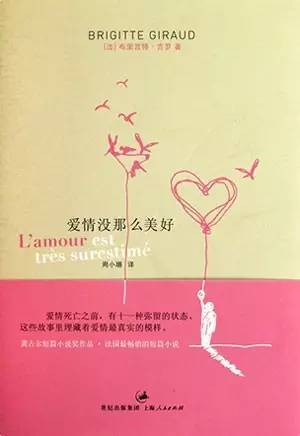 BRIGITTE GIRAUD
[法] 布里吉特·吉罗 著
爱情没那么美好
L'amour est
très surestimé
周小珊 译
爱情死亡之前，有十一种弥留的状态。
这些故事里埋藏着爱情最真实的模样。
龚古尔短篇小说奖作品·法国最畅销的短篇小说
世纪出版集团 上海人民出版社